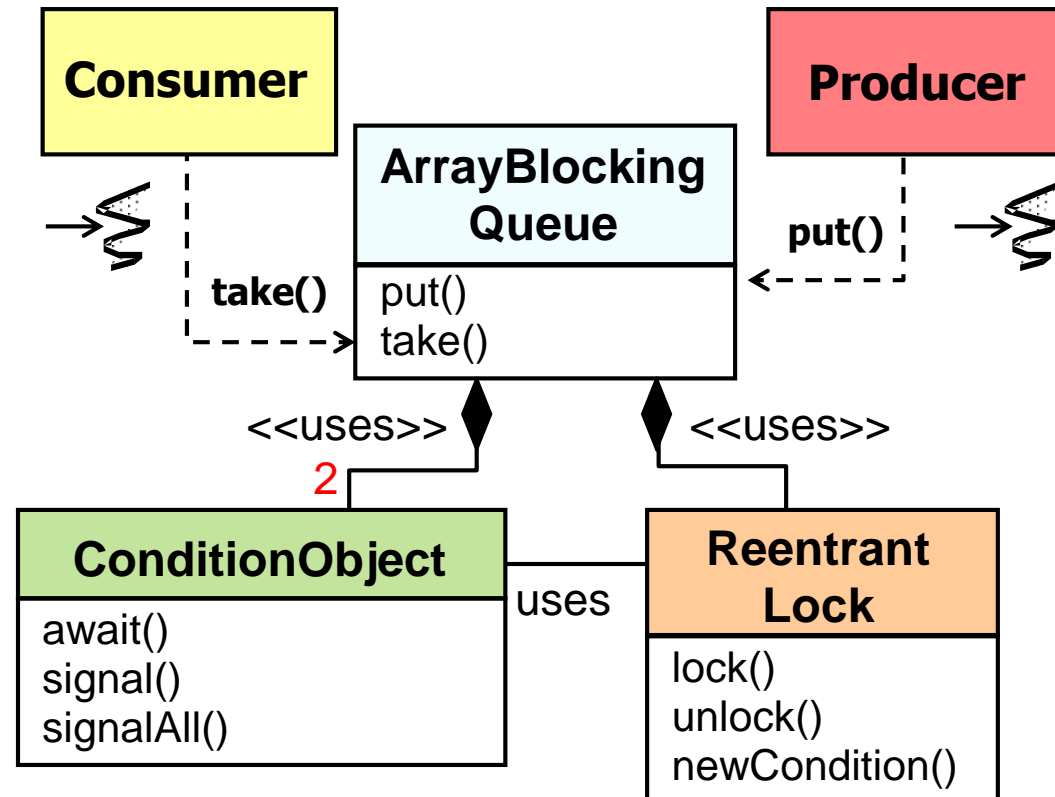 Consumer
Producer
ArrayBlocking
Queue
put()
take()
put()
take()
<<uses>>
<<uses>>
2
ConditionObject
await()
signal()
signalAll()
uses
Reentrant
Lock
lock()
unlock()
newCondition()